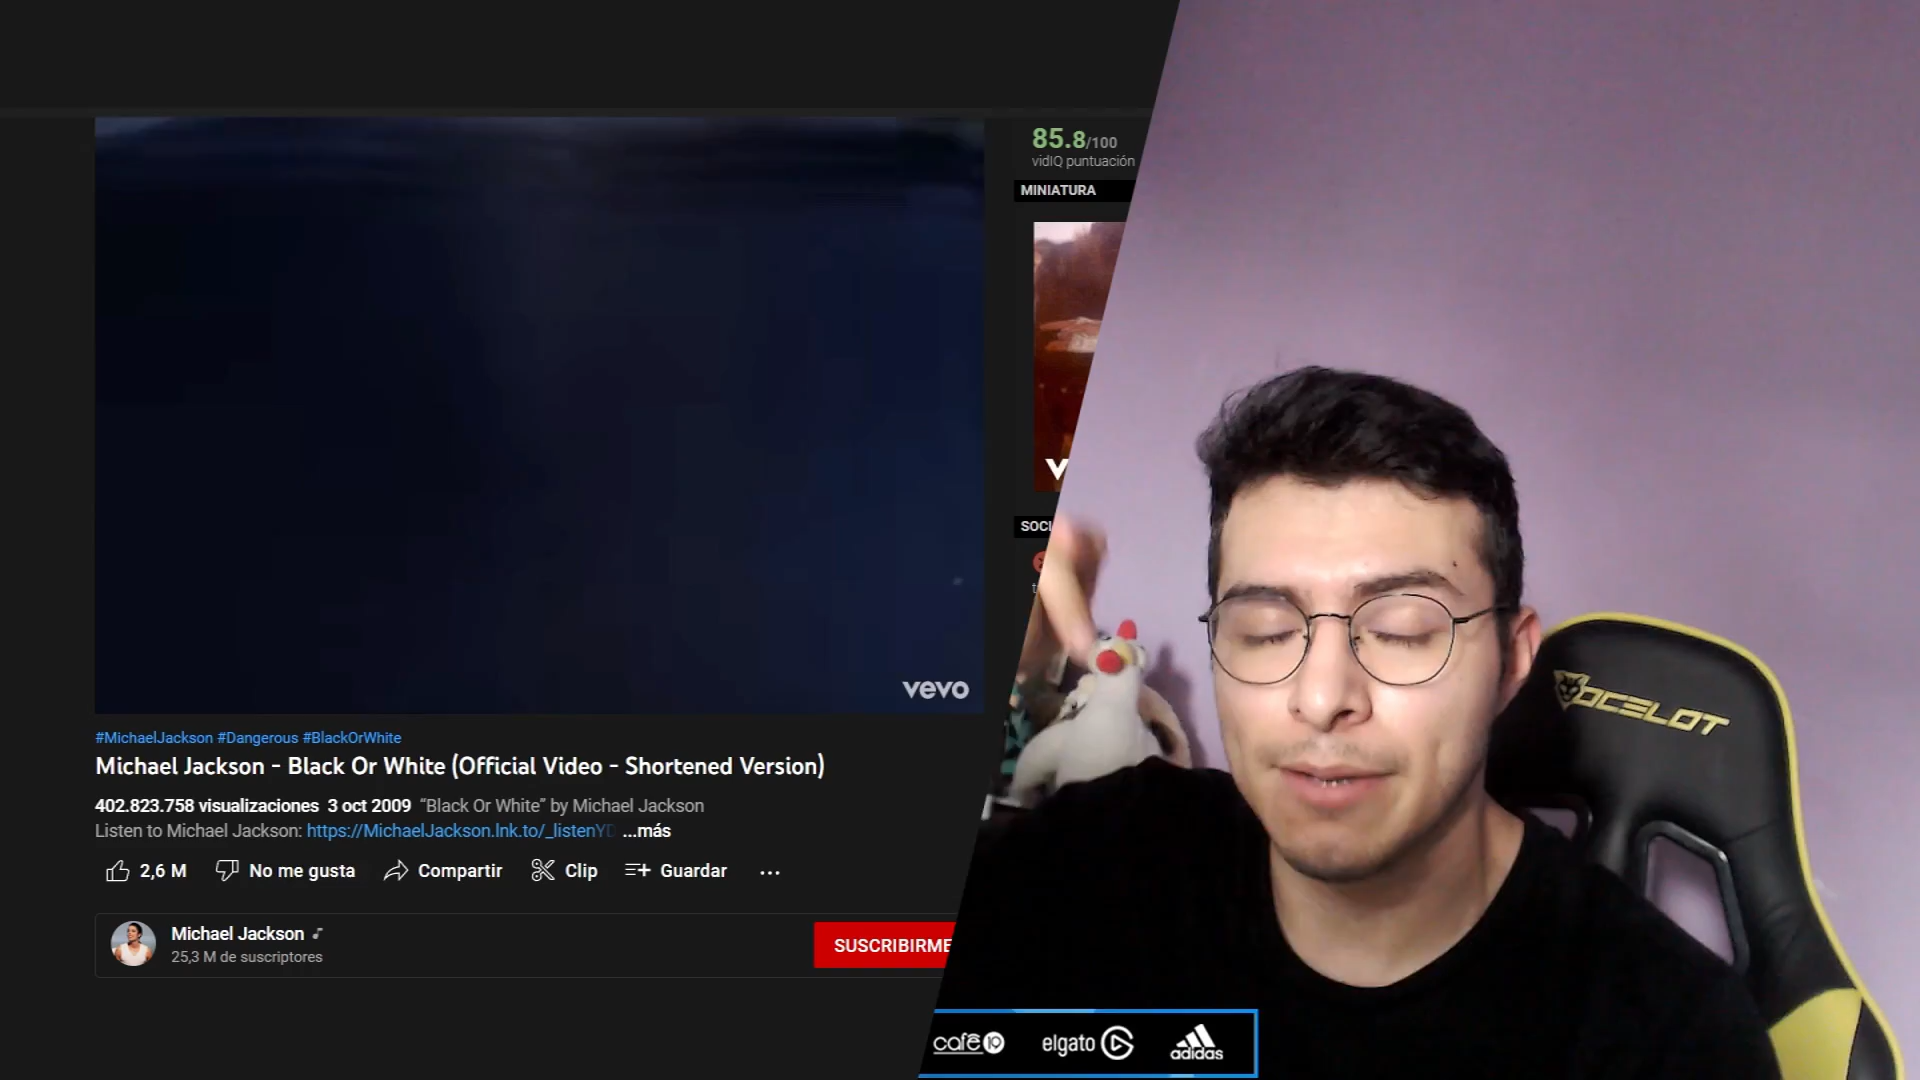 85.8/100
vidIQ puntuación
MINIATURA
V
SOCI
vevo
#MichaelJackson #Dangerous #BlackOrWhite
Michael Jackson - Black Or White (Official Video - Shortened Version)
402.823.758 visualizaciones 3 oct 2009 “Black Or White” by Michael Jackson
Listen to Michael Jackson: https://MichaelJackson.lnk.to/_listenYD ...más
2,6 M No me gusta Compartir Clip Guardar ...
Michael Jackson
25,3 M de suscriptores
SUSCRIBIRME
OCELOT
café 19 elgato adidas